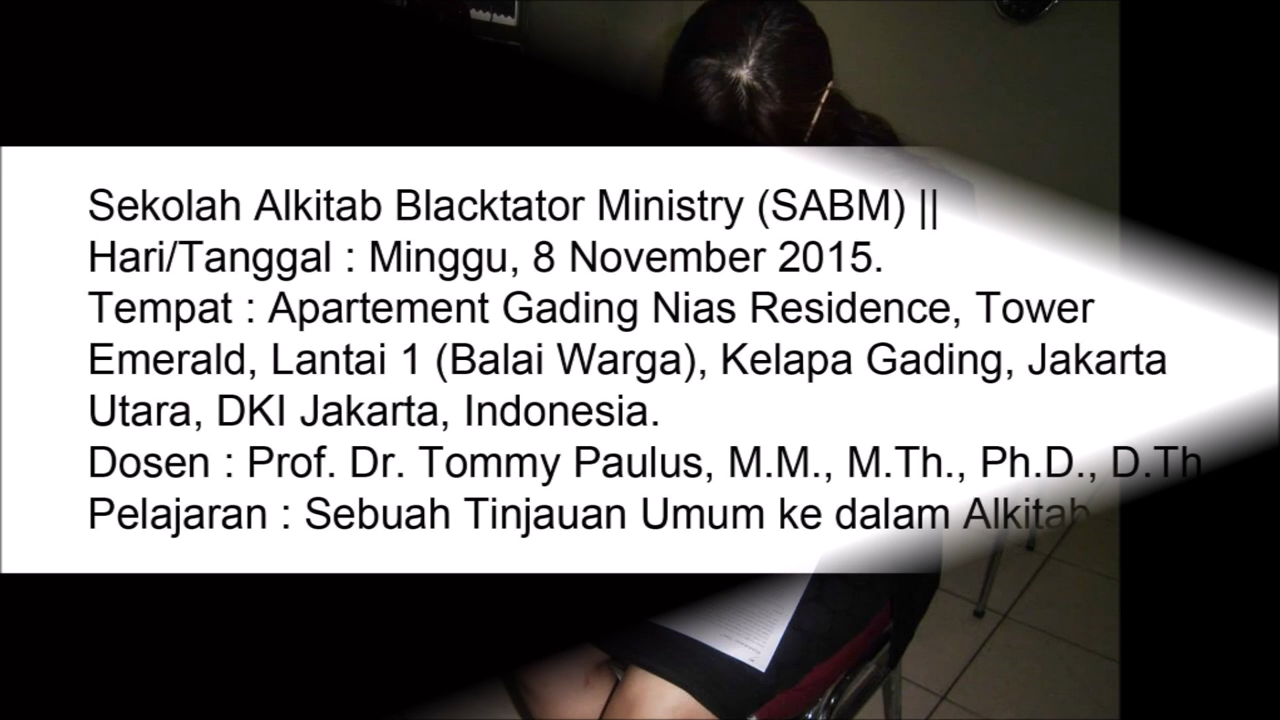 Sekolah Alkitab Blacktator Ministry (SABM) ||
Hari/Tanggal : Minggu, 8 November 2015.
Tempat : Apartement Gading Nias Residence, Tower
Emerald, Lantai 1 (Balai Warga), Kelapa Gading, Jakarta
Utara, DKI Jakarta, Indonesia.
Dosen : Prof. Dr. Tommy Paulus, M.M., M.Th., Ph.D., D.Th
Pelajaran : Sebuah Tinjauan Umum ke dalam Alkitab